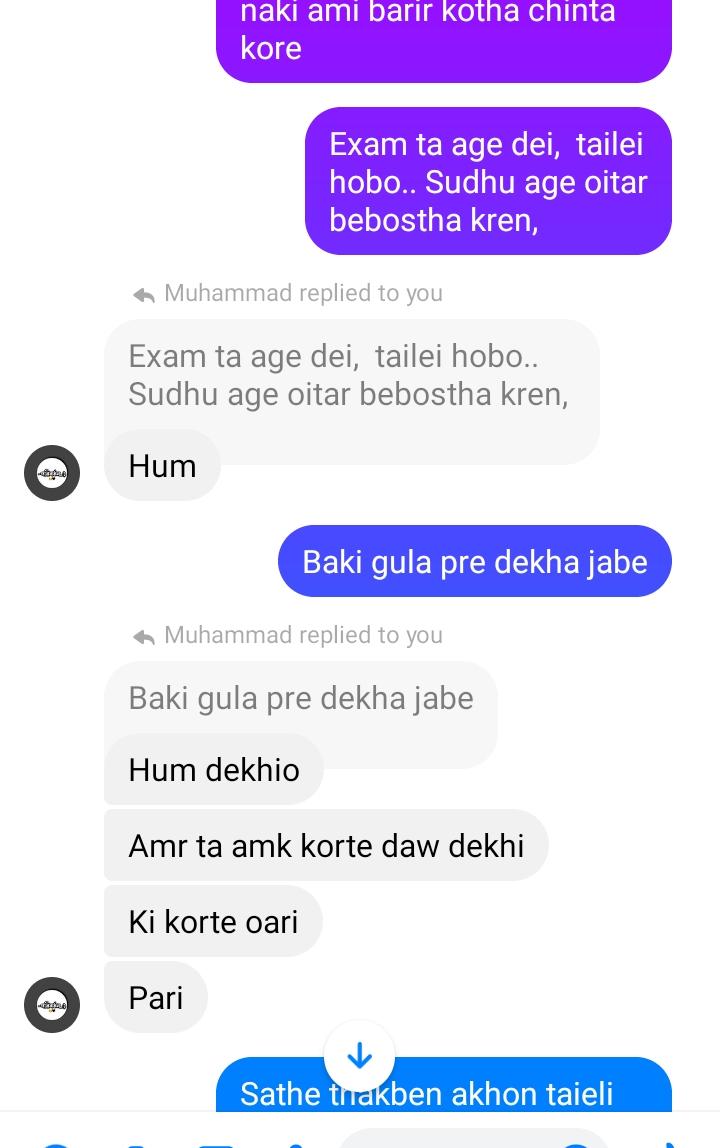 naki ami barir kotha chinta
kore
Exam ta age dei,  tailei
hobo.. Sudhu age oitar
bebostha kren,
Muhammad replied to you
Exam ta age dei,  tailei hobo..
Sudhu age oitar bebostha kren,
Hum
Baki gula pre dekha jabe
Muhammad replied to you
Baki gula pre dekha jabe
Hum dekhio
Amr ta amk korte daw dekhi
Ki korte oari
Pari
Sathe thakben akhon taieli